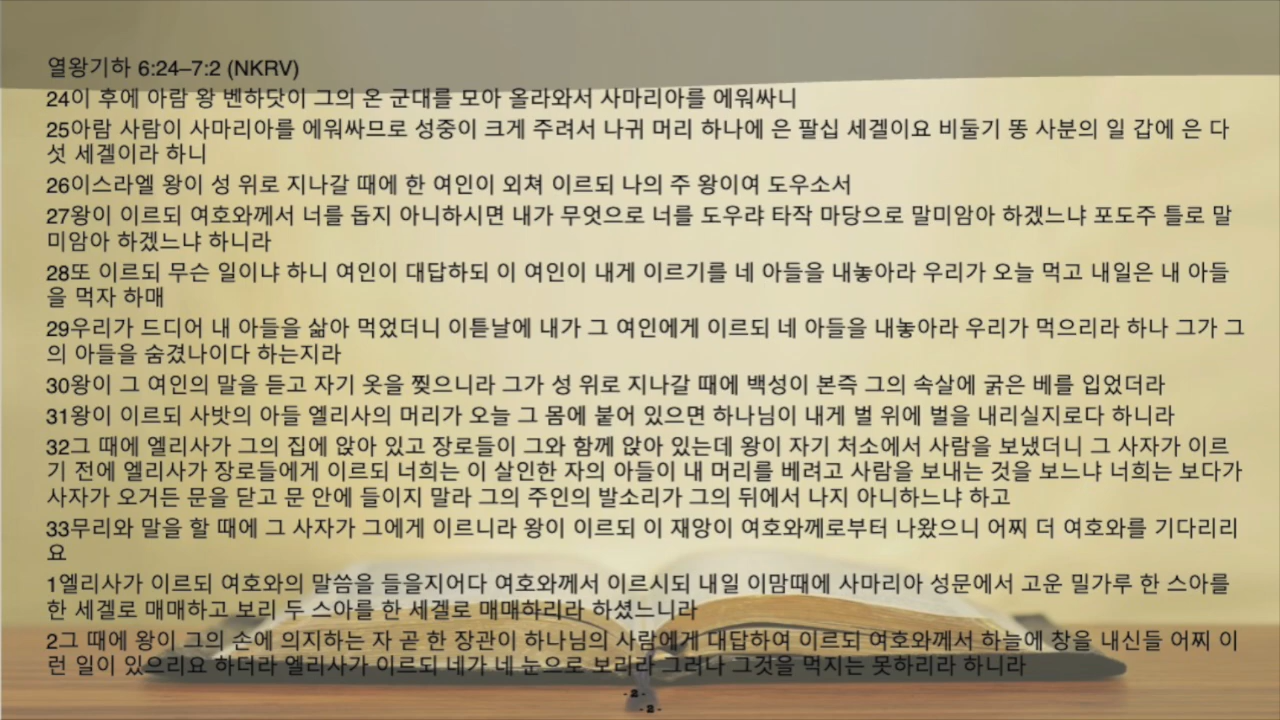 열왕기하 6:24–7:2 (NKRV)
24이 후에 아람 왕 벤하닷이 그의 온 군대를 모아 올라와서 사마리아를 에워싸니
25아람 사람이 사마리아를 에워싸므로 성중이 크게 주려서 나귀 머리 하나에 은 팔십 세겔이요 비둘기 똥 사분의 일 갑에 은 다
섯 세겔이라 하니
26이스라엘 왕이 성 위로 지나갈 때에 한 여인이 외쳐 이르되 나의 주 왕이여 도우소서
27왕이 이르되 여호와께서 너를 돕지 아니하시면 내가 무엇으로 너를 도우랴 타작 마당으로 말미암아 하겠느냐 포도주 틀로 말
미암아 하겠느냐 하니라
28또 이르되 무슨 일이냐 하니 여인이 대답하되 이 여인이 내게 이르기를 네 아들을 내놓아라 우리가 오늘 먹고 내일은 내 아들
을 먹자 하매
29우리가 드디어 내 아들을 삶아 먹었더니 이튿날에 내가 그 여인에게 이르되 네 아들을 내놓아라 우리가 먹으리라 하나 그가 그
의 아들을 숨겼나이다 하는지라
30왕이 그 여인의 말을 듣고 자기 옷을 찢으니라 그가 성 위로 지나갈 때에 백성이 본즉 그의 속살에 굵은 베를 입었더라
31왕이 이르되 사밧의 아들 엘리사의 머리가 오늘 그 몸에 붙어 있으면 하나님이 내게 벌 위에 벌을 내리실지로다 하니라
32그 때에 엘리사가 그의 집에 앉아 있고 장로들이 그와 함께 앉아 있는데 왕이 자기 처소에서 사람을 보냈더니 그 사자가 이르
기 전에 엘리사가 장로들에게 이르되 너희는 이 살인한 자의 아들이 내 머리를 베려고 사람을 보내는 것을 보느냐 너희는 보다가
사자가 오거든 문을 닫고 문 안에 들이지 말라 그의 주인의 발소리가 그의 뒤에서 나지 아니하느냐 하고
33무리와 말을 할 때에 그 사자가 그에게 이르니라 왕이 이르되 이 재앙이 여호와께로부터 나왔으니 어찌 더 여호와를 기다리리
요
1엘리사가 이르되 여호와의 말씀을 들을지어다 여호와께서 이르시되 내일 이맘때에 사마리아 성문에서 고운 밀가루 한 스아를
한 세겔로 매매하고 보리 두 스아를 한 세겔로 매매하리라 하셨느니라
2그 때에 왕이 그의 손에 의지하는 자 곧 한 장관이 하나님의 사람에게 대답하여 이르되 여호와께서 하늘에 창을 내신들 어찌 이
런 일이 있으리요 하더라 엘리사가 이르되 네가 네 눈으로 보리라 그러나 그것을 먹지는 못하리라 하니라
- 2 -
- 2 -